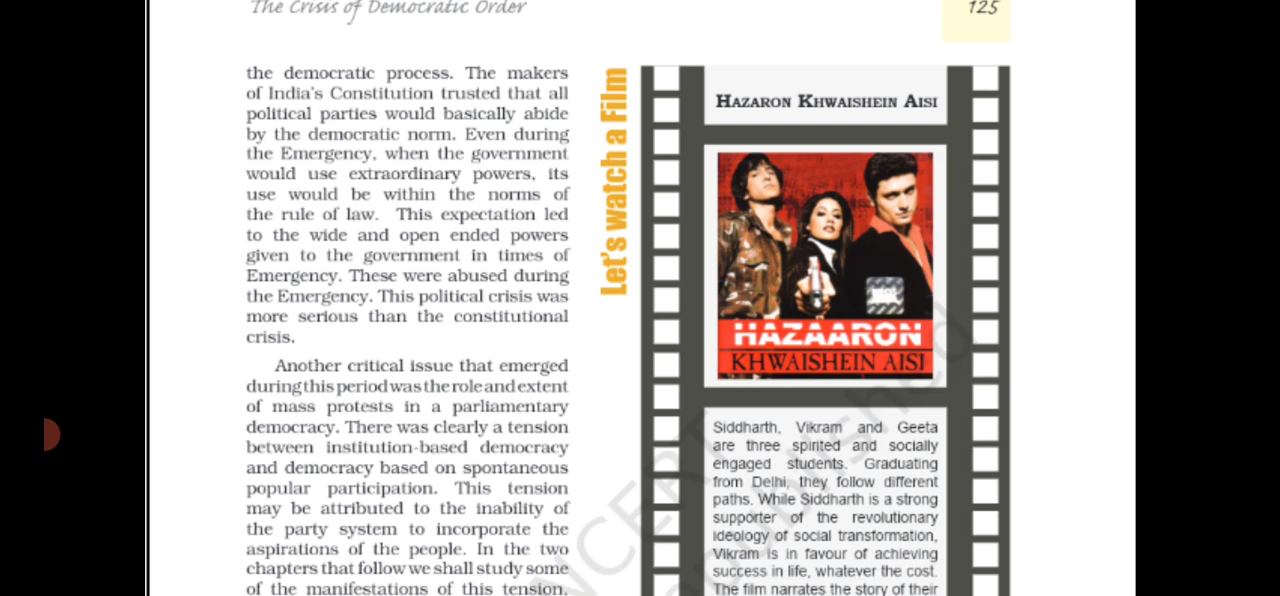 The Crisis of Democratic Order
125
the democratic process. The makers
of India's Constitution trusted that all
political parties would basically abide
by the democratic norm. Even during
the Emergency, when the government
would use extraordinary powers, its
use would be within the norms of
the rule of law. This expectation led
to the wide and open ended powers
given to the government in times of
Emergency. These were abused during
the Emergency. This political crisis was
more serious than the constitutional
crisis.
Another critical issue that emerged
during this period was the role and extent
of mass protests in a parliamentary
democracy. There was clearly a tension
between institution-based democracy
and democracy based on spontaneous
popular participation. This tension
may be attributed to the inability of
the party system to incorporate the
aspirations of the people. In the two
chapters that follow we shall study some
of the manifestations of this tension,
Let's watch a Film
HAZARON KHWAISHEIN AISI
HAZAARON
KHWAISHEIN AISI
Siddharth, Vikram and Geeta
are three spirited and socially
engaged students. Graduating
from Delhi, they follow different
paths. While Siddharth is a strong
supporter of the revolutionary
ideology of social transformation,
Vikram is in favour of achieving
success in life, whatever the cost.
The film narrates the story of their
NCERT
republished